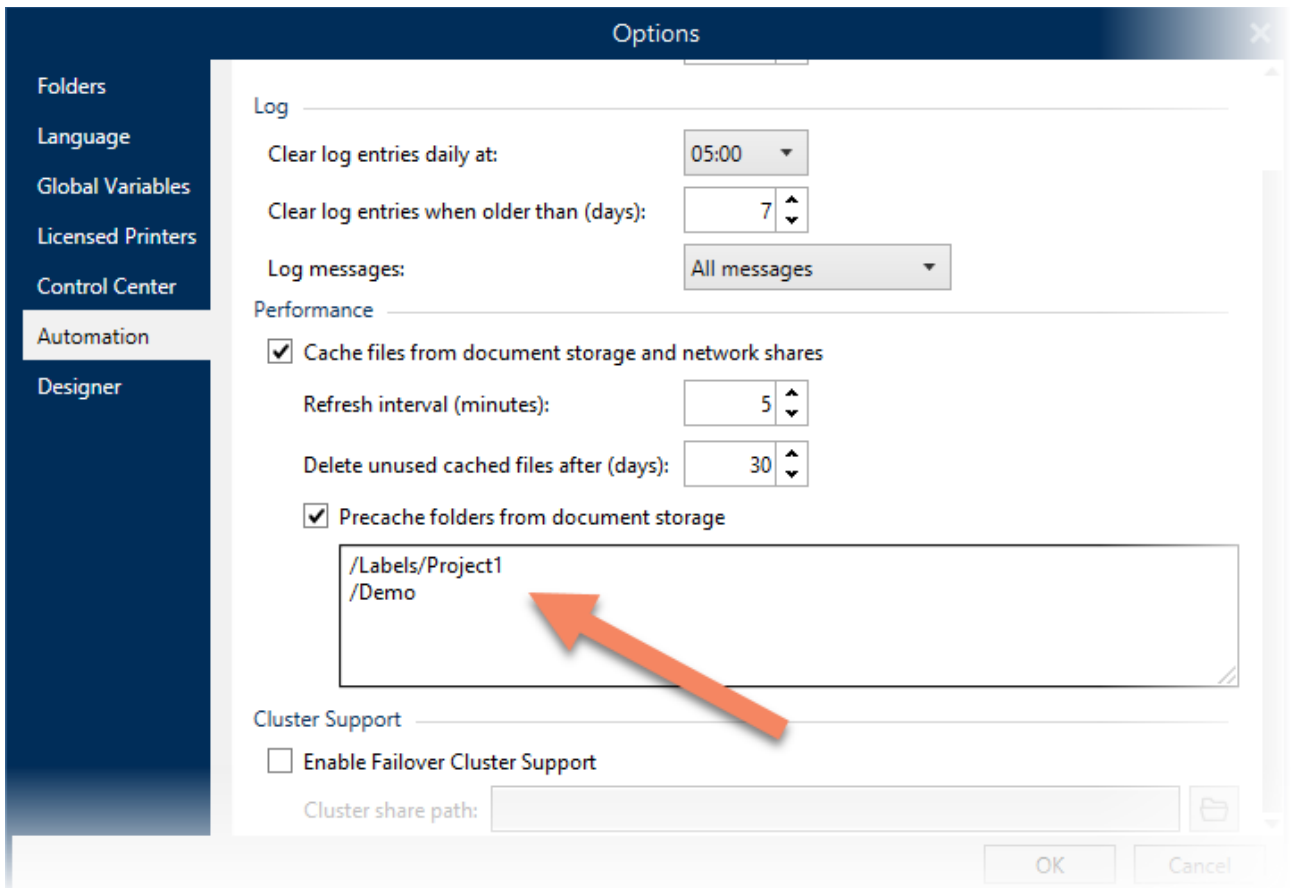 Options
Folders
Language
Global Variables
Licensed Printers
Control Center
Automation
Designer
Log
Clear log entries daily at: 05:00
Clear log entries when older than (days): 7
Log messages: All messages
Performance
Cache files from document storage and network shares
Refresh interval (minutes): 5
Delete unused cached files after (days): 30
Precache folders from document storage
/Labels/Project1
/Demo
Cluster Support
Enable Failover Cluster Support
Cluster share path:
OK Cancel